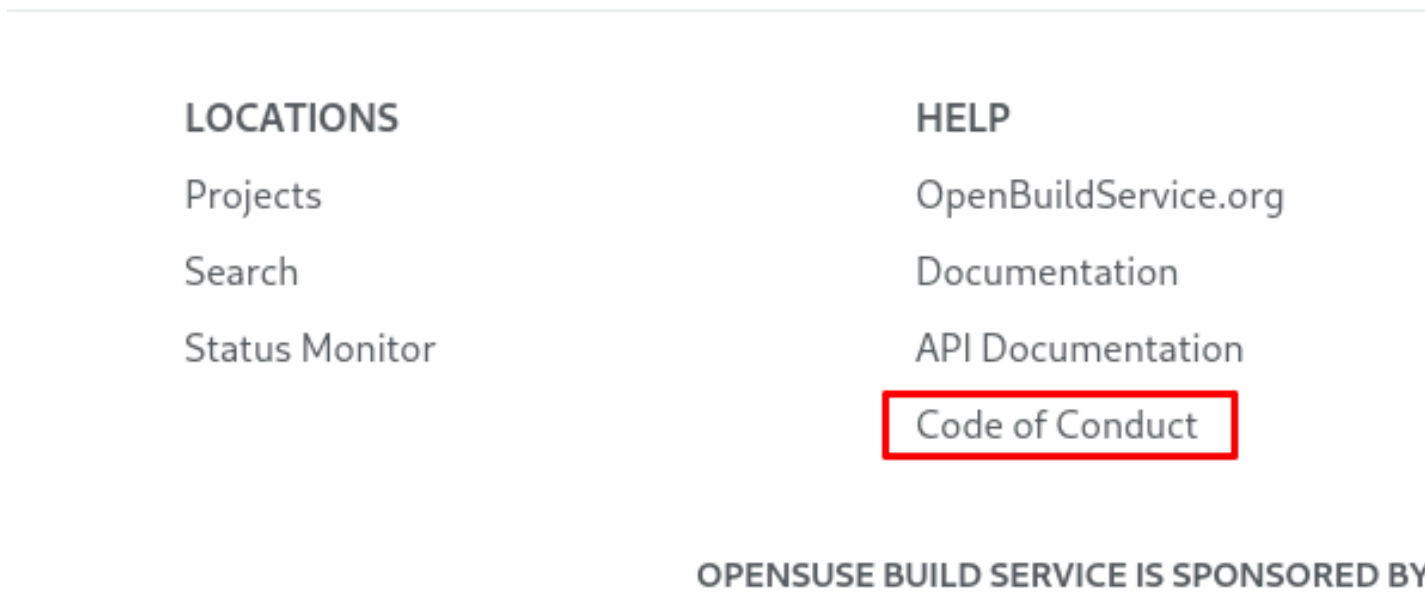 LOCATIONS
Projects
Search
Status Monitor
HELP
OpenBuildService.org
Documentation
API Documentation
Code of Conduct
OPENSUSE BUILD SERVICE IS SPONSORED BY